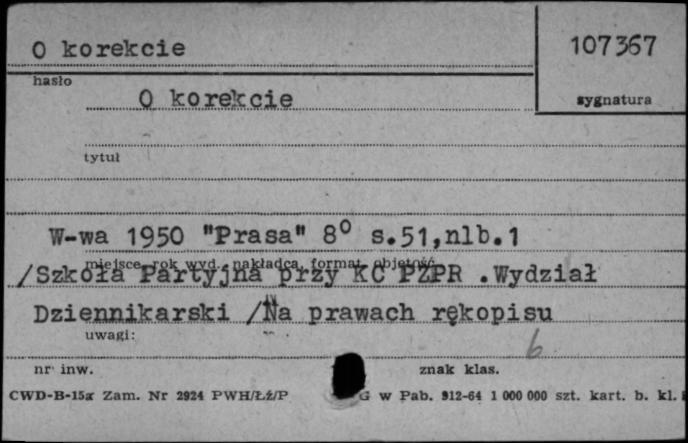 O korekcie
107367
hasło
O korekcie
sygnatura
tytuł
W-wa 1950 "Prasa" 8° s.51,nlb.1
miejsce, rok wyd., nakładca, format, objętość
/Szkoła Partyjna przy KC PZPR .Wydział
Dziennikarski /Na prawach rękopisu
uwagi:
6
nr inw.
znak klas.
CWD-B-15a Zam. Nr 2924 PWH/Łź/P
G w Pab. 912-64 1 000 000 szt. kart. b. kl.